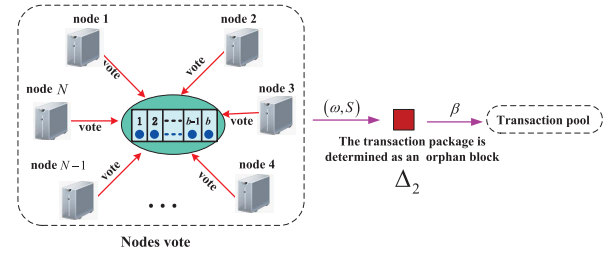 node 1
node 2
node N
vote
vote
node 3
1 2 b-1 b
vote
vote
node N-1
vote
vote
node 4
...
Nodes vote
(ω,S)
β
Transaction pool
The transaction package is
determined as an orphan block
Δ₂